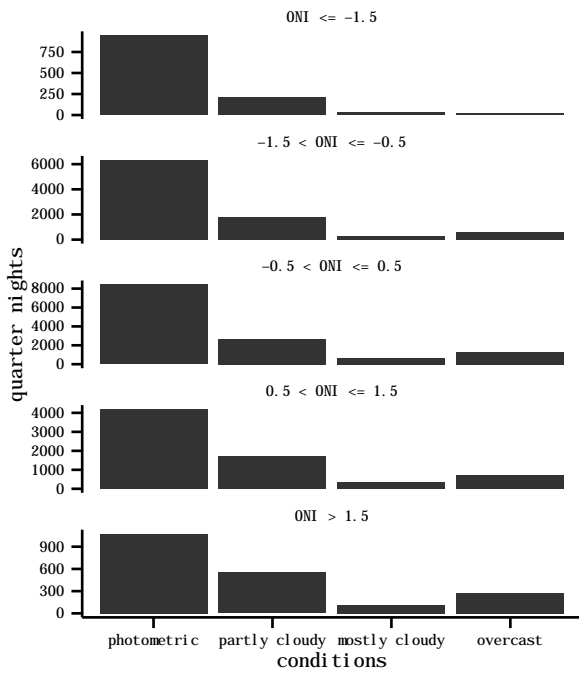 ONI <= −1.5
750
500
250
0
−1.5 < ONI <= −0.5
6000
4000
2000
0
−0.5 < ONI <= 0.5
8000
6000
4000
2000
0
quarter nights
0.5 < ONI <= 1.5
4000
3000
2000
1000
0
ONI > 1.5
900
600
300
0
photometric partly cloudy mostly cloudy overcast
conditions